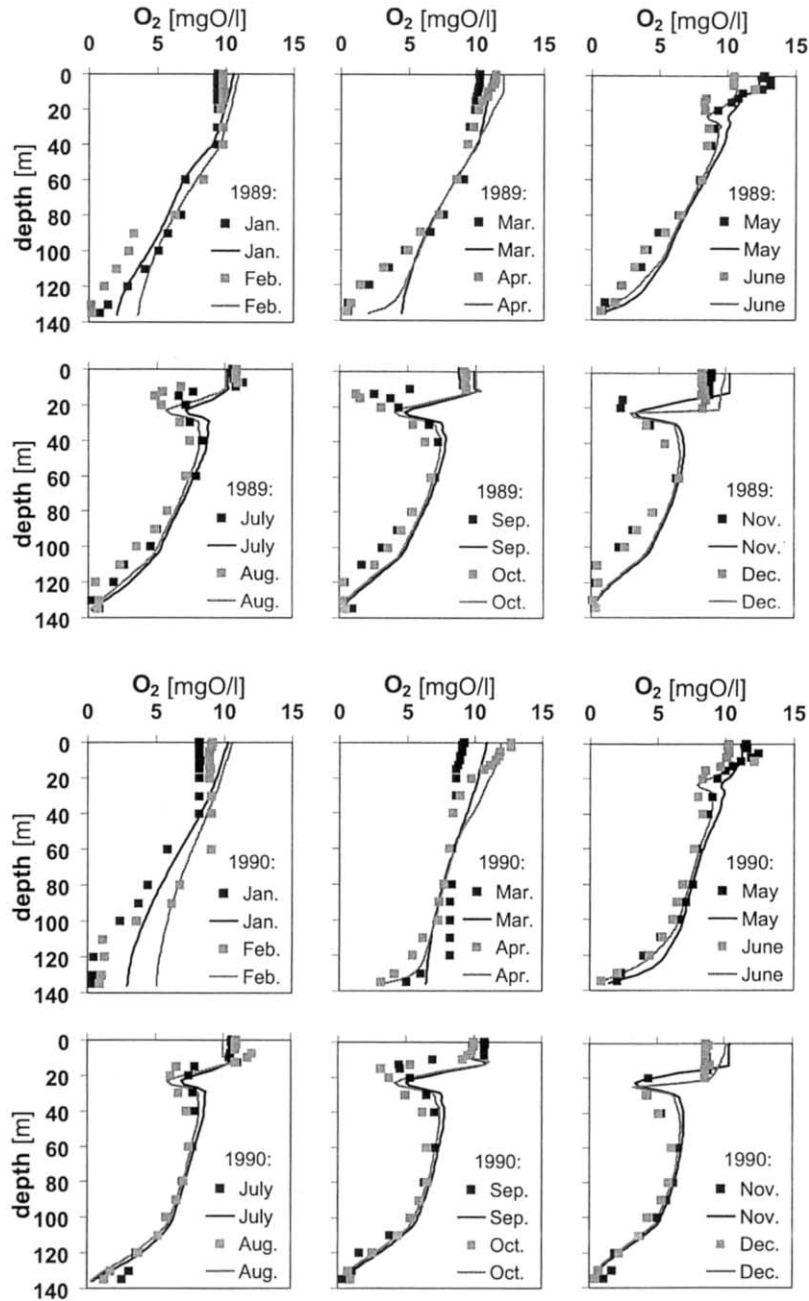 O2 [mgO/l] O2 [mgO/l] O2 [mgO/l]
0 5 10 15 0 5 10 15 0 5 10 15
depth [m]
0
20
40
60
80
100
120
140
1989:
Jan.
Jan.
Feb.
Feb.
1989:
Mar.
Mar.
Apr.
Apr.
1989:
May
May
June
June
depth [m]
0
20
40
60
80
100
120
140
1989:
July
July
Aug.
Aug.
1989:
Sep.
Sep.
Oct.
Oct.
1989:
Nov.
Nov.
Dec.
Dec.
O2 [mgO/l] O2 [mgO/l] O2 [mgO/l]
0 5 10 15 0 5 10 15 0 5 10 15
depth [m]
0
20
40
60
80
100
120
140
1990:
Jan.
Jan.
Feb.
Feb.
1990:
Mar.
Mar.
Apr.
Apr.
1990:
May
May
June
June
depth [m]
0
20
40
60
80
100
120
140
1990:
July
July
Aug.
Aug.
1990:
Sep.
Sep.
Oct.
Oct.
1990:
Nov.
Nov.
Dec.
Dec.